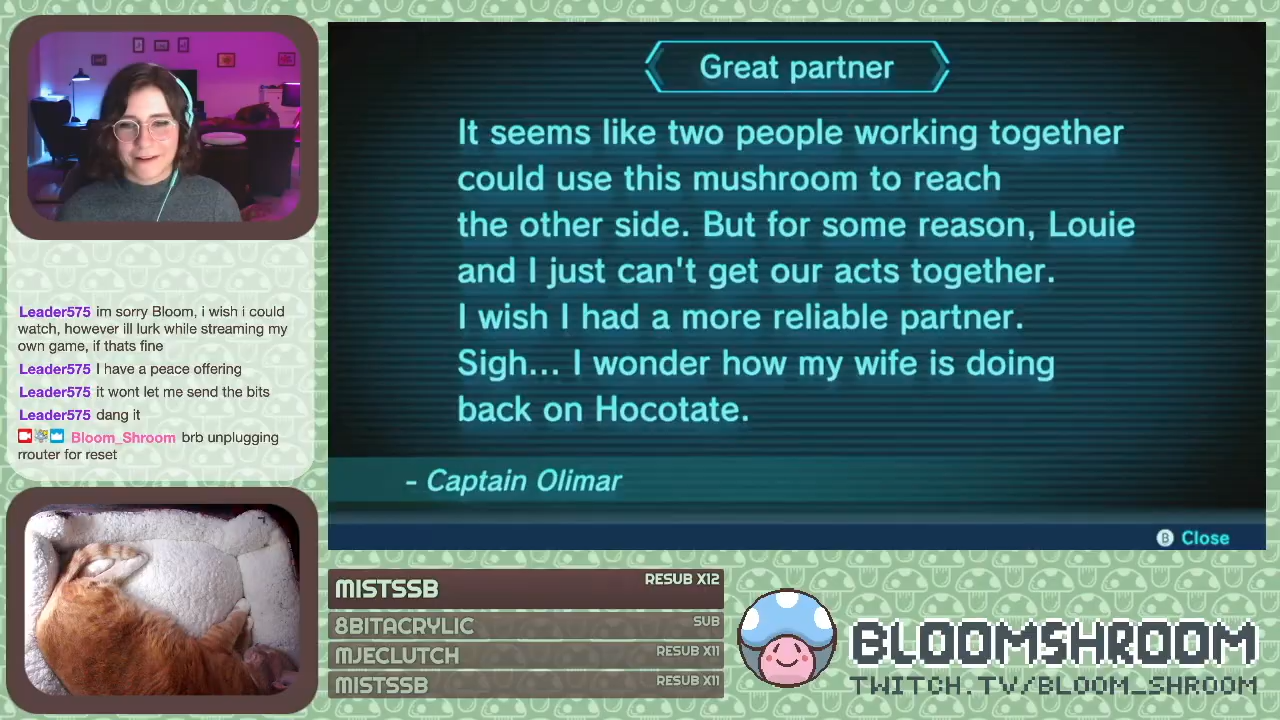 Great partner
It seems like two people working together
could use this mushroom to reach
the other side. But for some reason, Louie
and I just can't get our acts together.
I wish I had a more reliable partner.
Sigh... I wonder how my wife is doing
back on Hocotate.
- Captain Olimar
B Close
Leader575 im sorry Bloom, i wish i could
watch, however ill lurk while streaming my
own game, if thats fine
Leader575 I have a peace offering
Leader575 it wont let me send the bits
Leader575 dang it
Bloom_Shroom brb unplugging
rrouter for reset
MISTSSB RESUB X12
8BITACRYLIC SUB
MJECLUTCH RESUB X11
MISTSSB RESUB X11
BLOOMSHROOM
TWITCH.TV/BLOOM_SHROOM